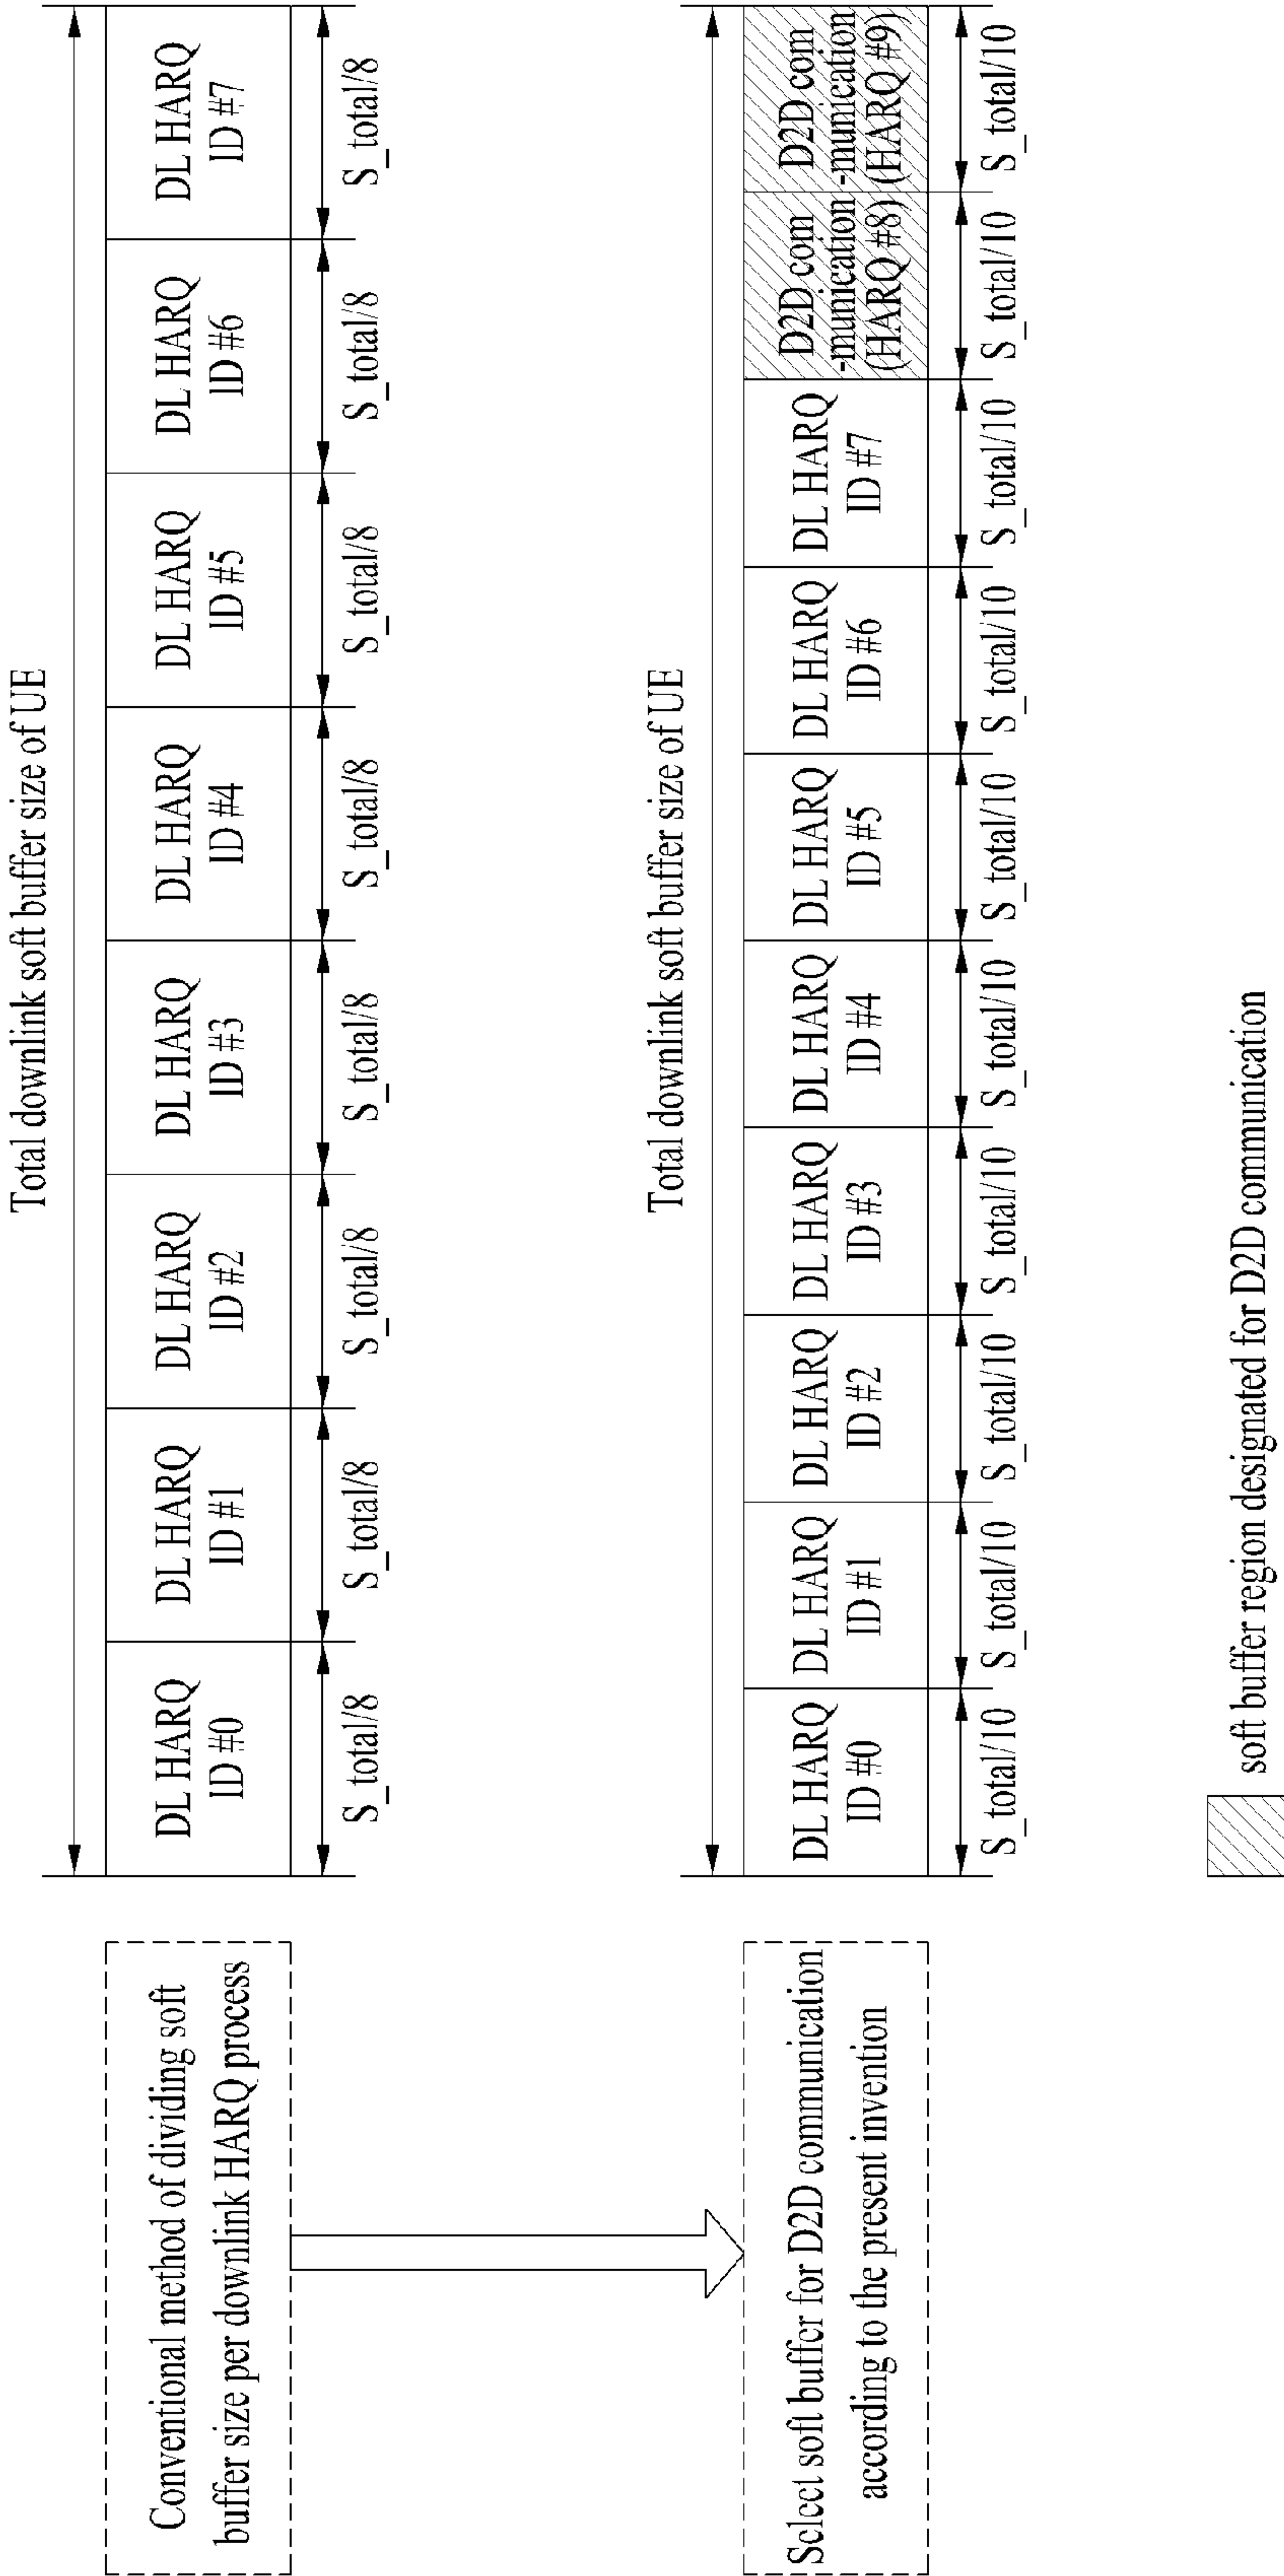 Total downlink soft buffer size of UE
Conventional method of dividing soft
buffer size per downlink HARQ process
DL HARQ
ID #0
DL HARQ
ID #1
DL HARQ
ID #2
DL HARQ
ID #3
DL HARQ
ID #4
DL HARQ
ID #5
DL HARQ
ID #6
DL HARQ
ID #7
S_total/8
S_total/8
S_total/8
S_total/8
S_total/8
S_total/8
S_total/8
S_total/8
Total downlink soft buffer size of UE
Select soft buffer for D2D communication
according to the present invention
DL HARQ
ID #0
DL HARQ
ID #1
DL HARQ
ID #2
DL HARQ
ID #3
DL HARQ
ID #4
DL HARQ
ID #5
DL HARQ
ID #6
DL HARQ
ID #7
D2D com
-munication
(HARQ #8)
D2D com
-munication
(HARQ #9)
S_total/10
S_total/10
S_total/10
S_total/10
S_total/10
S_total/10
S_total/10
S_total/10
S_total/10
S_total/10
soft buffer region designated for D2D communication